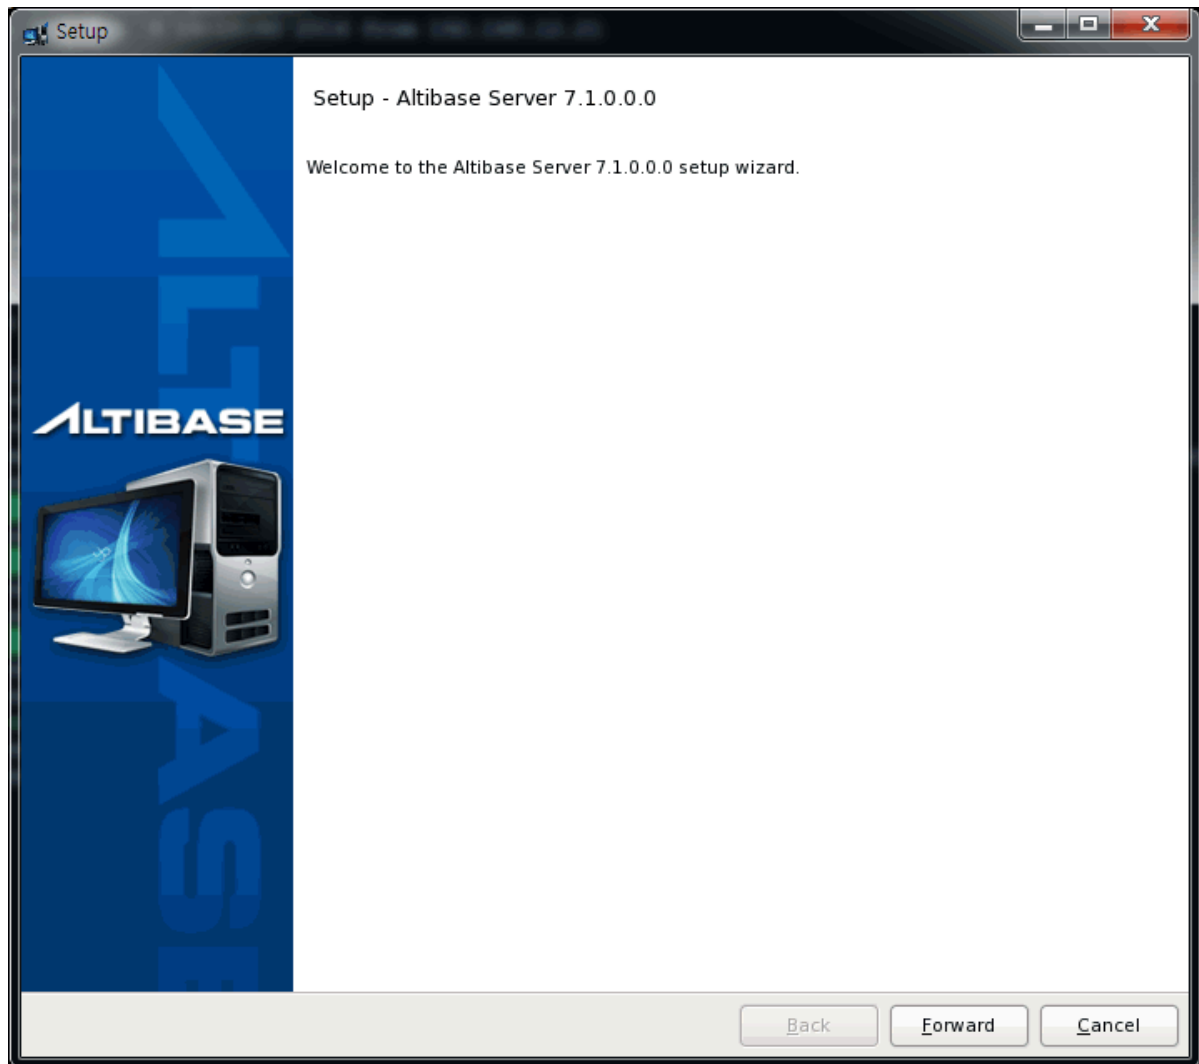 Setup
Setup - Altibase Server 7.1.0.0.0
Welcome to the Altibase Server 7.1.0.0.0 setup wizard.
ALTIBASE
ALTIBASE
Back
Forward
Cancel